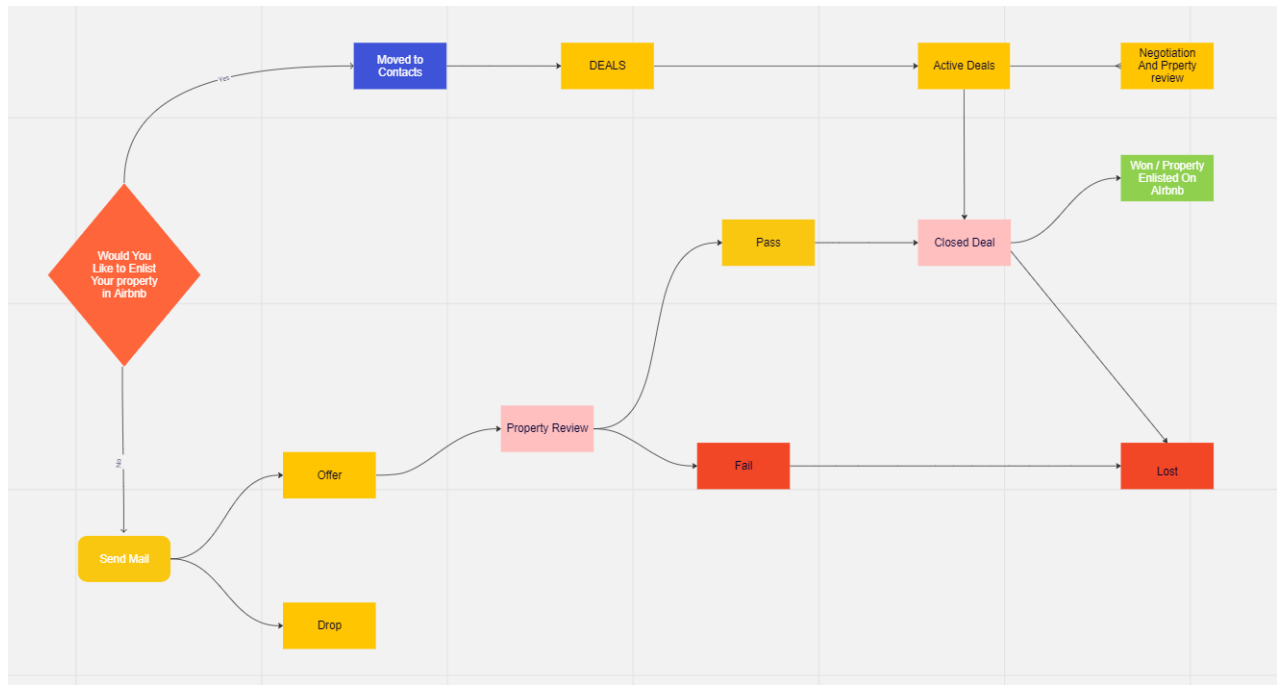 Moved to
Contacts
DEALS
Active Deals
Negotiation
And Prperty
review
Yes
Won / Property
Enlisted On
AIrbnb
Would You
Like to Enlist
Your property
in Airbnb
Pass
Closed Deal
Property Review
No
Offer
Fail
Lost
Send Mail
Drop